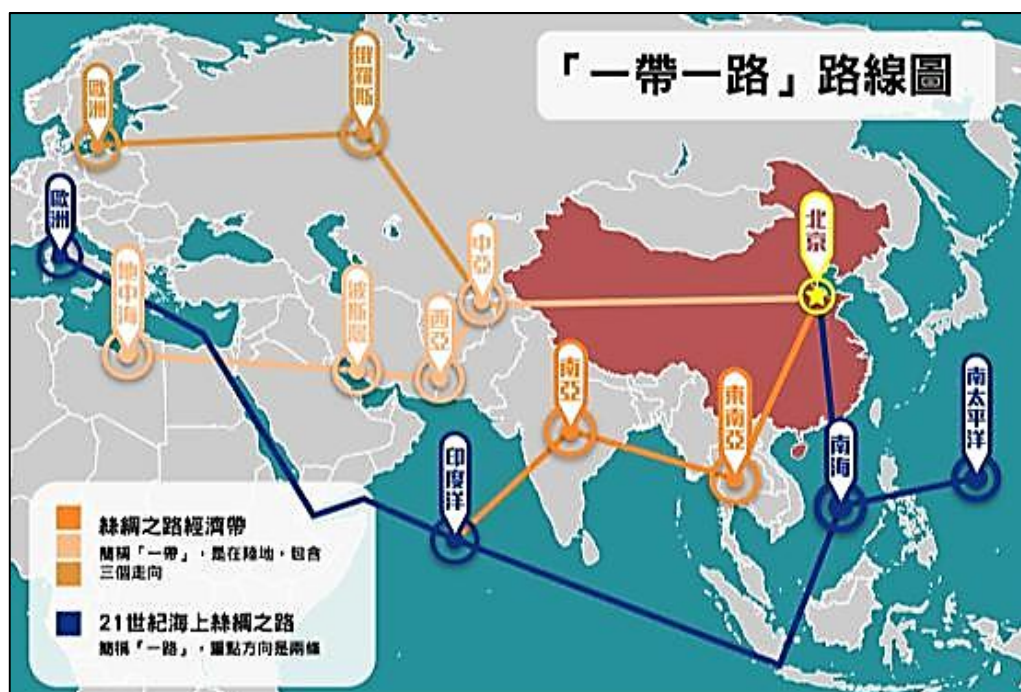 「一帶一路」路線圖
歐洲
俄羅斯
歐洲
地中海
波斯灣
西亞
中亞
北京
南亞
東南亞
印度洋
南海
南太平洋
絲綢之路經濟帶
簡稱「一帶」，是在陸地，包含
三個走向
21世紀海上絲綢之路
簡稱「一路」，重點方向是兩條